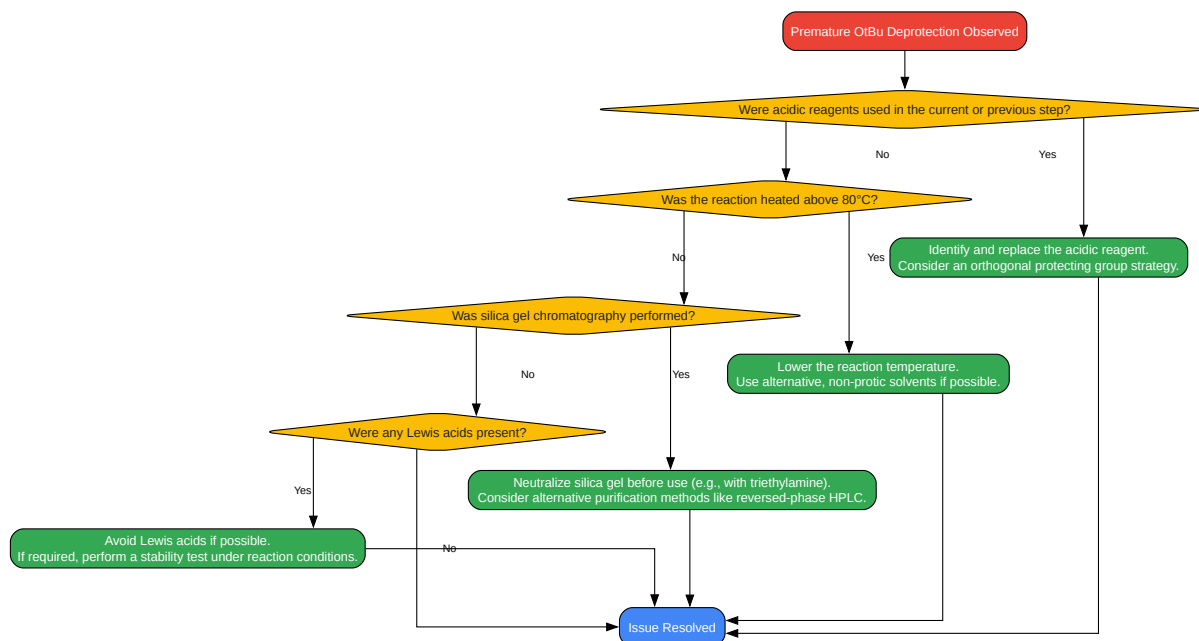 Premature OtBu Deprotection Observed
Were acidic reagents used in the current or previous step?
No
Yes
Was the reaction heated above 80°C?
Identify and replace the acidic reagent.
Consider an orthogonal protecting group strategy.
No
Yes
Was silica gel chromatography performed?
Lower the reaction temperature.
Use alternative, non-protic solvents if possible.
No
Yes
Were any Lewis acids present?
Neutralize silica gel before use (e.g., with triethylamine).
Consider alternative purification methods like reversed-phase HPLC.
Yes
Avoid Lewis acids if possible.
If required, perform a stability test under reaction conditions.
No
Issue Resolved